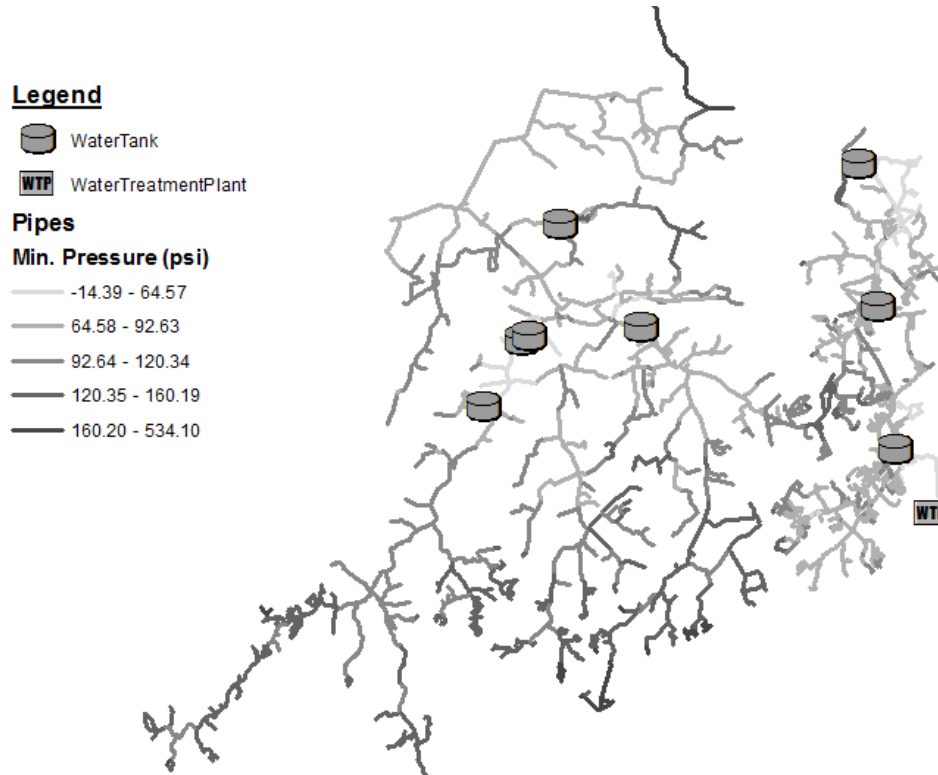 Legend
WaterTank
WTP WaterTreatmentPlant
Pipes
Min. Pressure (psi)
-14.39 - 64.57
64.58 - 92.63
92.64 - 120.34
120.35 - 160.19
160.20 - 534.10
WT